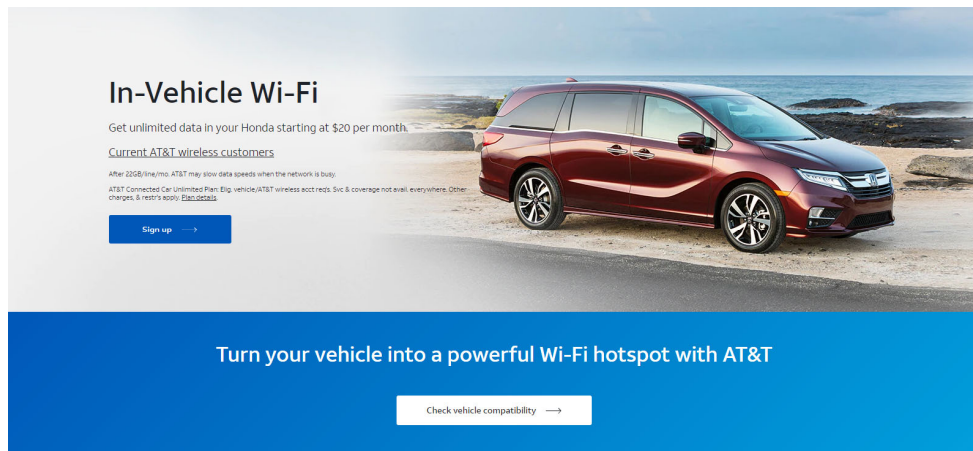 In-Vehicle Wi-Fi
Get unlimited data in your Honda starting at $20 per month.
Current AT&T wireless customers
After 22GB/line/mo. AT&T may slow data speeds when the network is busy.
AT&T Connected Car Unlimited Plan: Elig. vehicle/AT&T wireless acct req's. Svc & coverage not avail. everywhere. Other
charges, & restr's apply. Plan details.
Sign up
Turn your vehicle into a powerful Wi-Fi hotspot with AT&T
Check vehicle compatibility